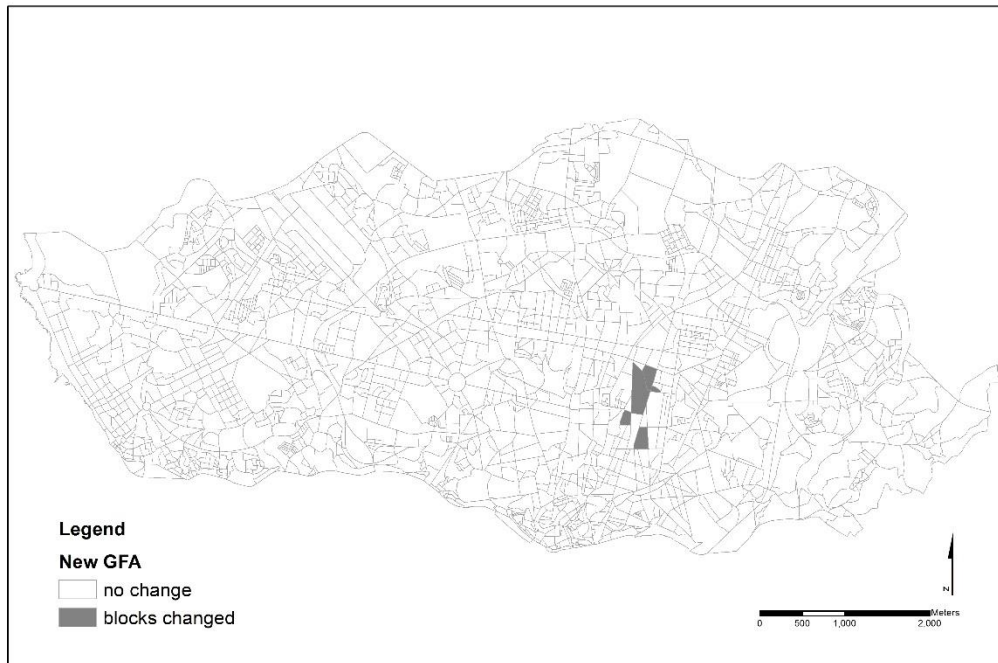 Legend
New GFA
no change
blocks changed
N
Meters
0 500 1,000 2,000